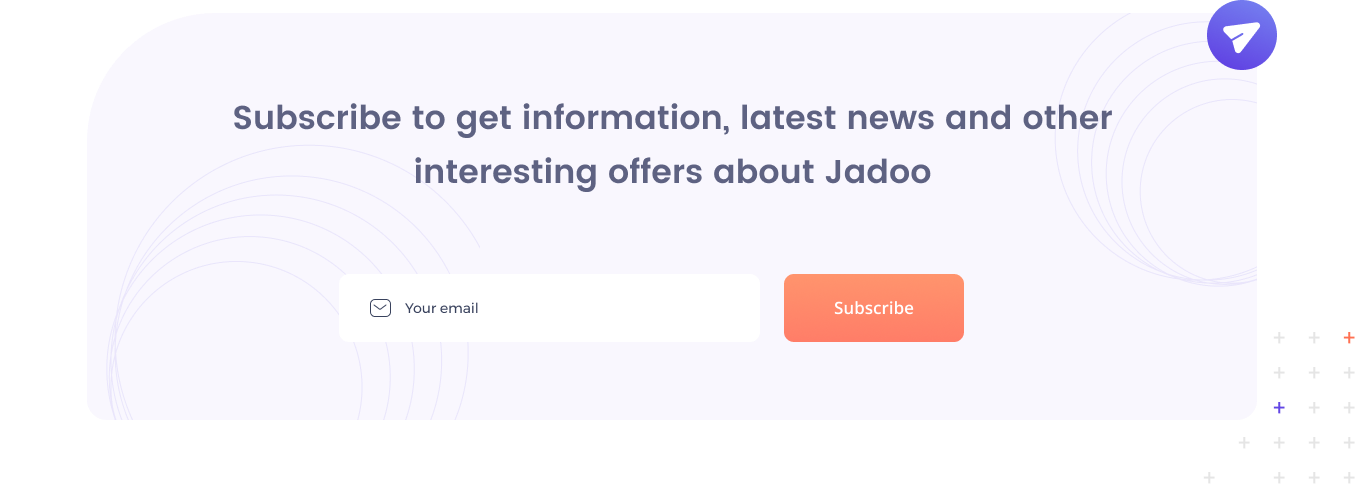 Subscribe to get information, latest news and other
interesting offers about Jadoo
Your email
Subscribe